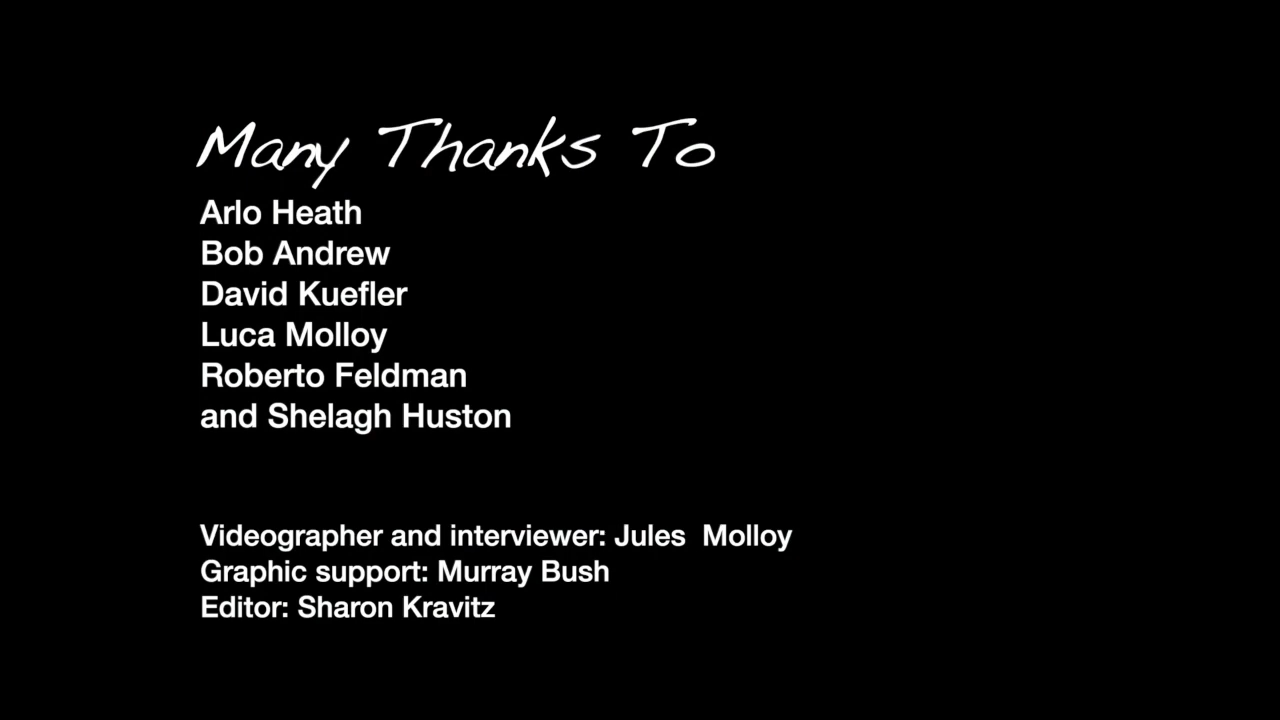 Many Thanks To
Arlo Heath
Bob Andrew
David Kuefler
Luca Molloy
Roberto Feldman
and Shelagh Huston
Videographer and interviewer: Jules  Molloy
Graphic support: Murray Bush
Editor: Sharon Kravitz